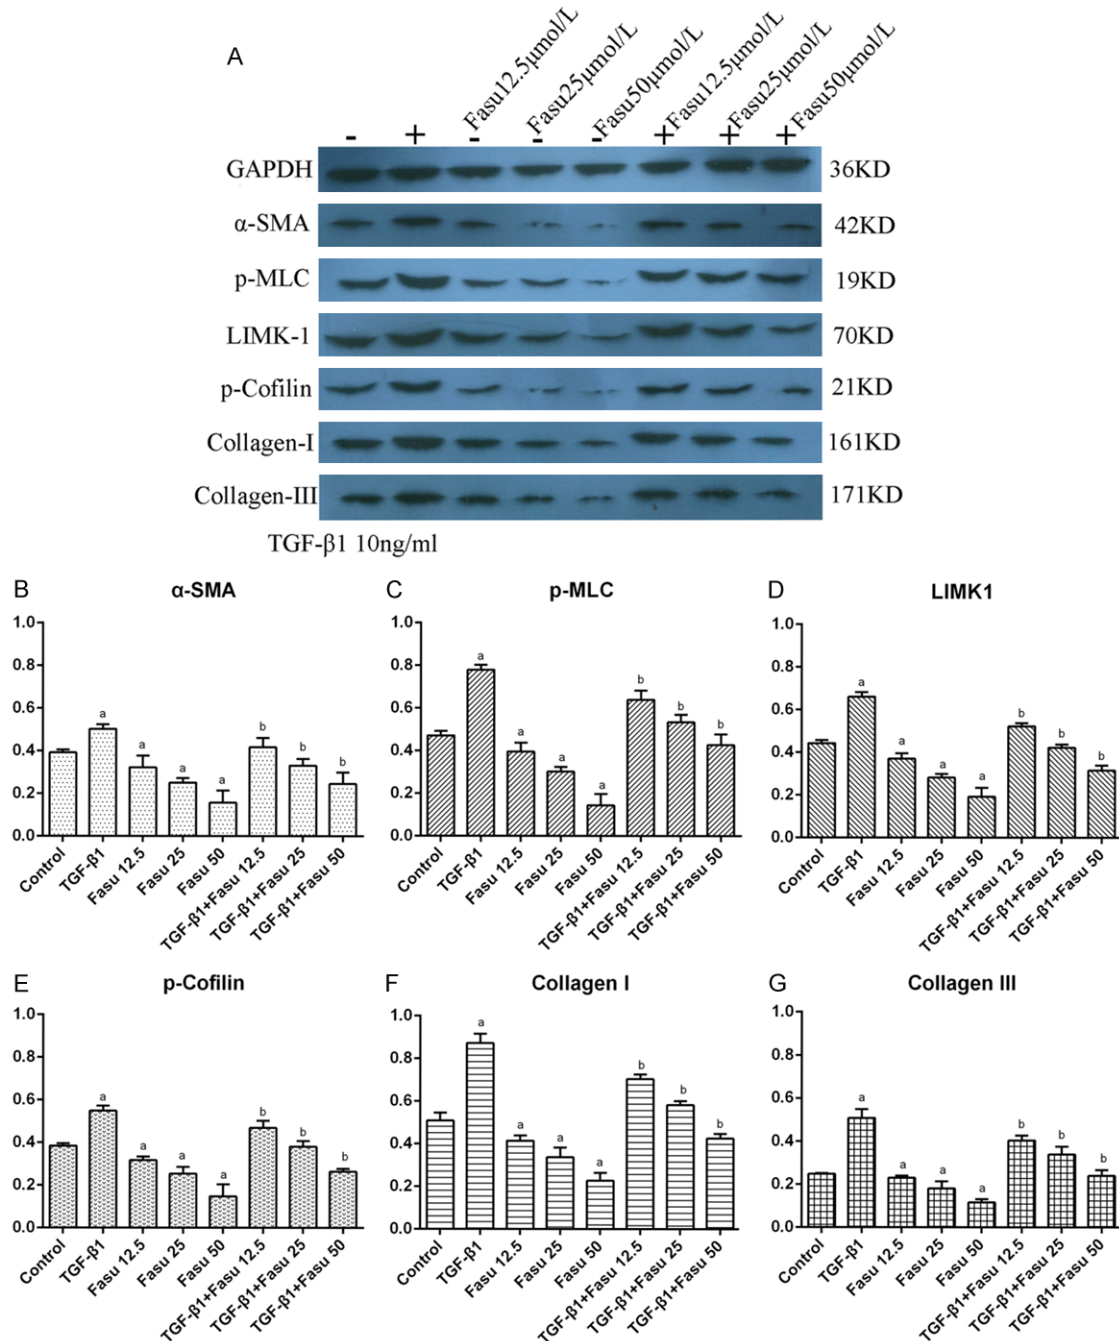 A
Fasu12.5μmol/L
Fasu25μmol/L
Fasu50μmol/L
Fasu12.5μmol/L
Fasu25μmol/L
Fasu50μmol/L
- + - - - + + +
GAPDH 36KD
α-SMA 42KD
p-MLC 19KD
LIMK-1 70KD
p-Cofilin 21KD
Collagen-I 161KD
Collagen-III 171KD
TGF-β1 10ng/ml
B α-SMA
1.0
0.8
0.6
0.4
0.2
0.0
a a a a b b b
Control TGF-β1 Fasu 12.5 Fasu 25 Fasu 50 TGF-β1+Fasu 12.5 TGF-β1+Fasu 25 TGF-β1+Fasu 50
C p-MLC
1.0
0.8
0.6
0.4
0.2
0.0
a a a a b b b
Control TGF-β1 Fasu 12.5 Fasu 25 Fasu 50 TGF-β1+Fasu 12.5 TGF-β1+Fasu 25 TGF-β1+Fasu 50
D LIMK1
1.0
0.8
0.6
0.4
0.2
0.0
a a a a b b b
Control TGF-β1 Fasu 12.5 Fasu 25 Fasu 50 TGF-β1+Fasu 12.5 TGF-β1+Fasu 25 TGF-β1+Fasu 50
E p-Cofilin
1.0
0.8
0.6
0.4
0.2
0.0
a a a a b b b
Control TGF-β1 Fasu 12.5 Fasu 25 Fasu 50 TGF-β1+Fasu 12.5 TGF-β1+Fasu 25 TGF-β1+Fasu 50
F Collagen I
1.0
0.8
0.6
0.4
0.2
0.0
a a a a b b b
Control TGF-β1 Fasu 12.5 Fasu 25 Fasu 50 TGF-β1+Fasu 12.5 TGF-β1+Fasu 25 TGF-β1+Fasu 50
G Collagen III
1.0
0.8
0.6
0.4
0.2
0.0
a a a a b b b
Control TGF-β1 Fasu 12.5 Fasu 25 Fasu 50 TGF-β1+Fasu 12.5 TGF-β1+Fasu 25 TGF-β1+Fasu 50